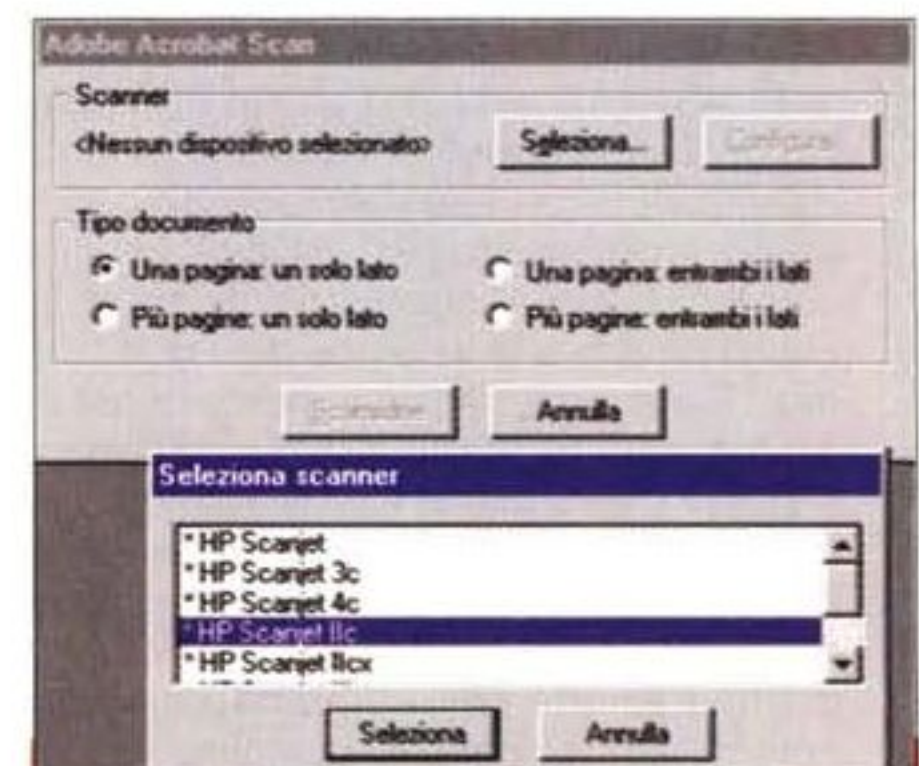 Adobe Acrobat Scan
Scanner
<Nessun dispositivo selezionato> Seleziona... Configura...
Tipo documento
Una pagina: un solo lato Una pagina: entrambi i lati
Più pagine: un solo lato Più pagine: entrambi i lati
Annulla
Seleziona scanner
* HP Scanjet
* HP Scanjet 3c
* HP Scanjet 4c
* HP Scanjet IIc
* HP Scanjet IIcx
Seleziona Annulla